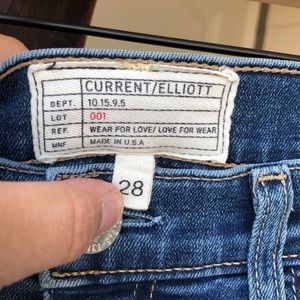 CURRENT/ELLIOTT
DEPT. 10.15.9.5
LOT 001
REF. WEAR FOR LOVE/ LOVE FOR WEAR
MNF MADE IN U.S.A
28